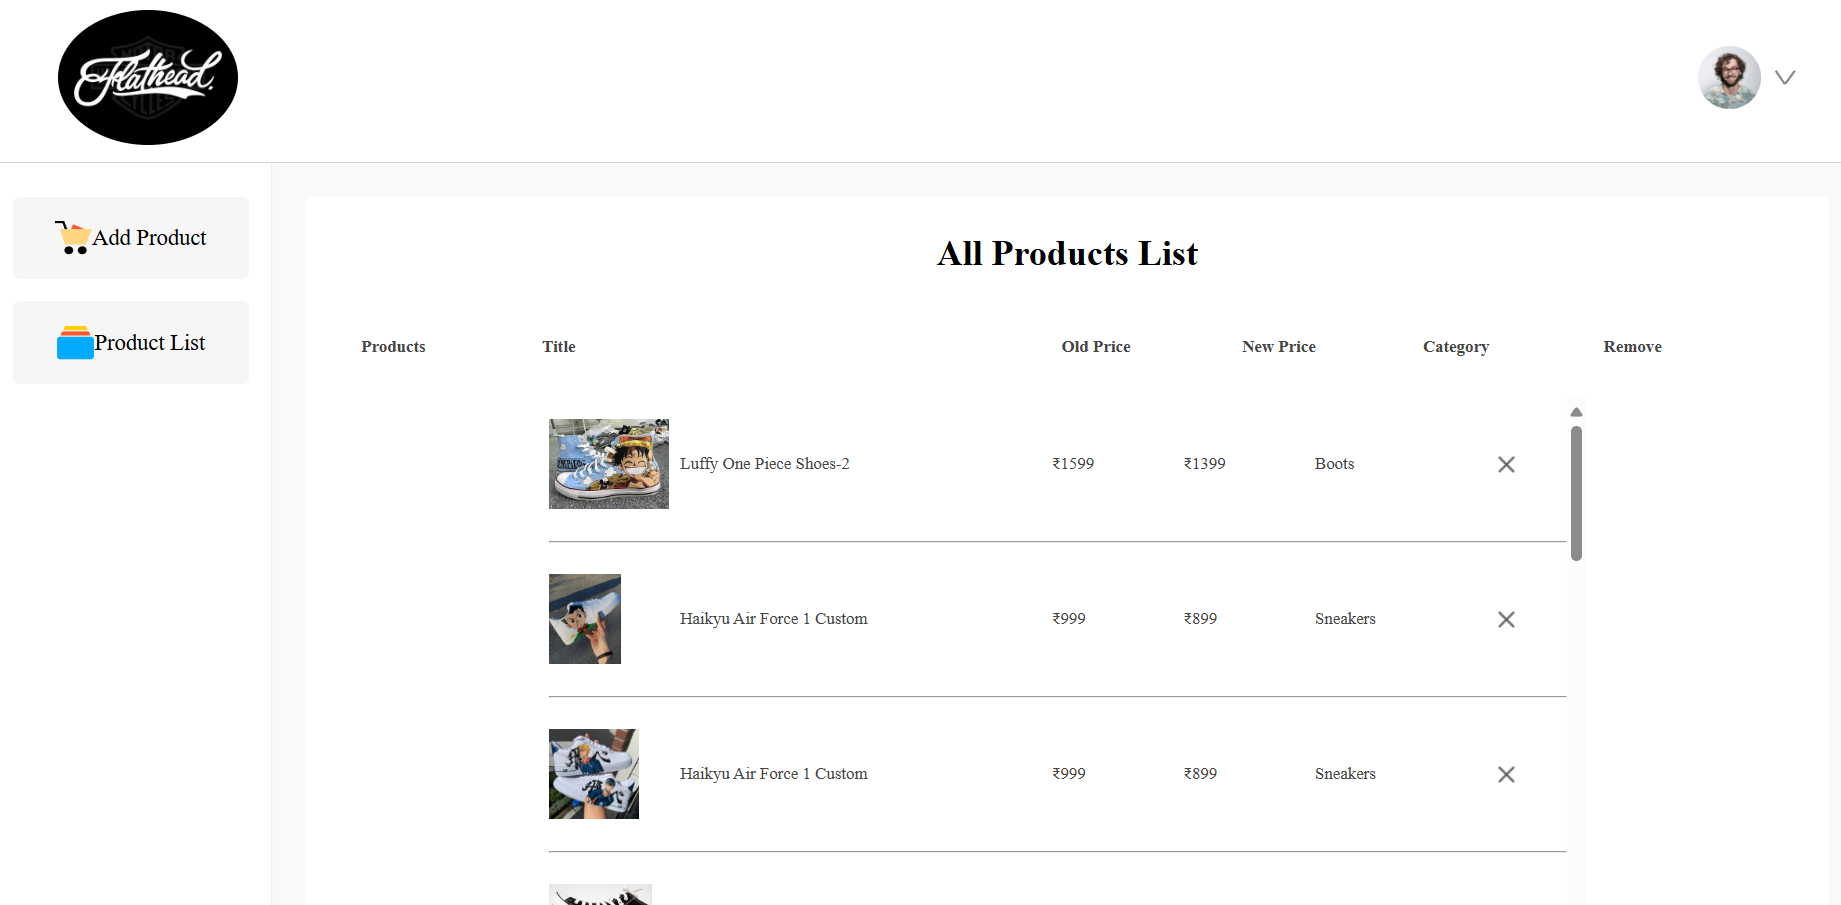 Flathead.
Add Product
Product List
All Products List
Products Title Old Price New Price Category Remove
Luffy One Piece Shoes-2 ₹1599 ₹1399 Boots
Haikyu Air Force 1 Custom ₹999 ₹899 Sneakers
Haikyu Air Force 1 Custom ₹999 ₹899 Sneakers